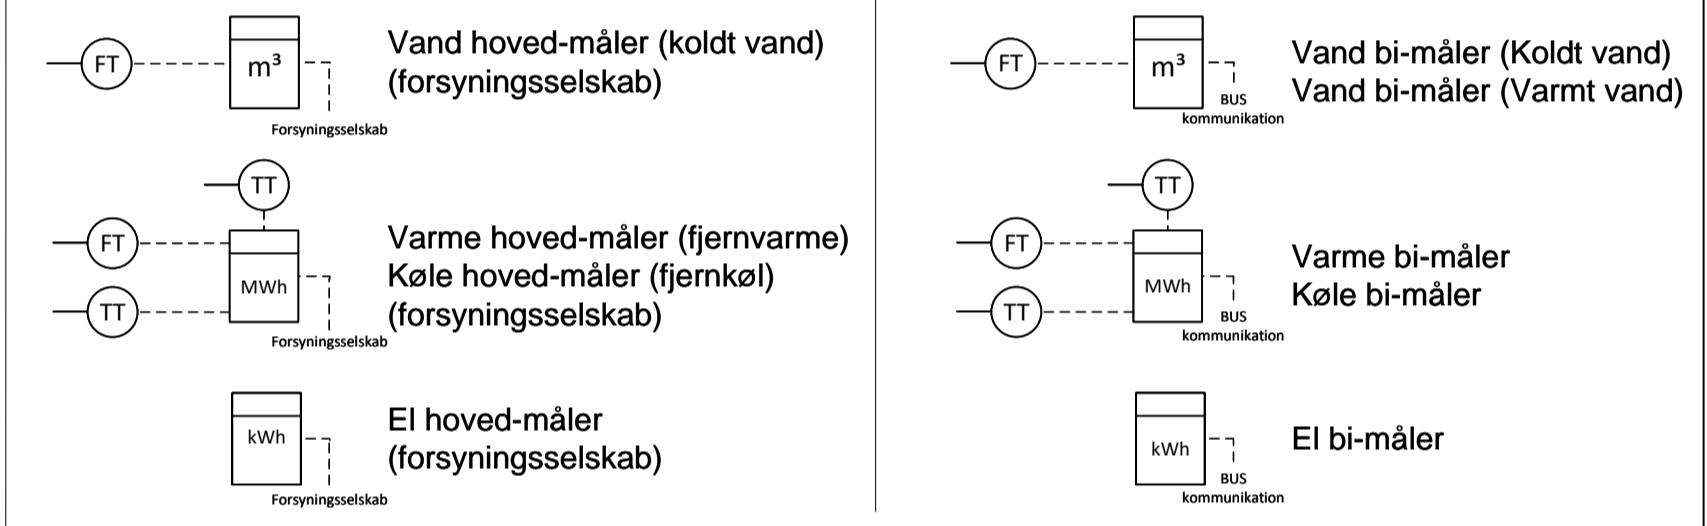 FT
m³
Vand hoved-måler (koldt vand)
(forsyningsselskab)
Forsyningsselskab
TT
FT
MWh
TT
Varme hoved-måler (fjernvarme)
Køle hoved-måler (fjernkøl)
(forsyningsselskab)
Forsyningsselskab
kWh
El hoved-måler
(forsyningsselskab)
Forsyningsselskab
FT
m³
BUS
kommunikation
Vand bi-måler (Koldt vand)
Vand bi-måler (Varmt vand)
TT
FT
MWh
TT
BUS
kommunikation
Varme bi-måler
Køle bi-måler
kWh
BUS
kommunikation
El bi-måler